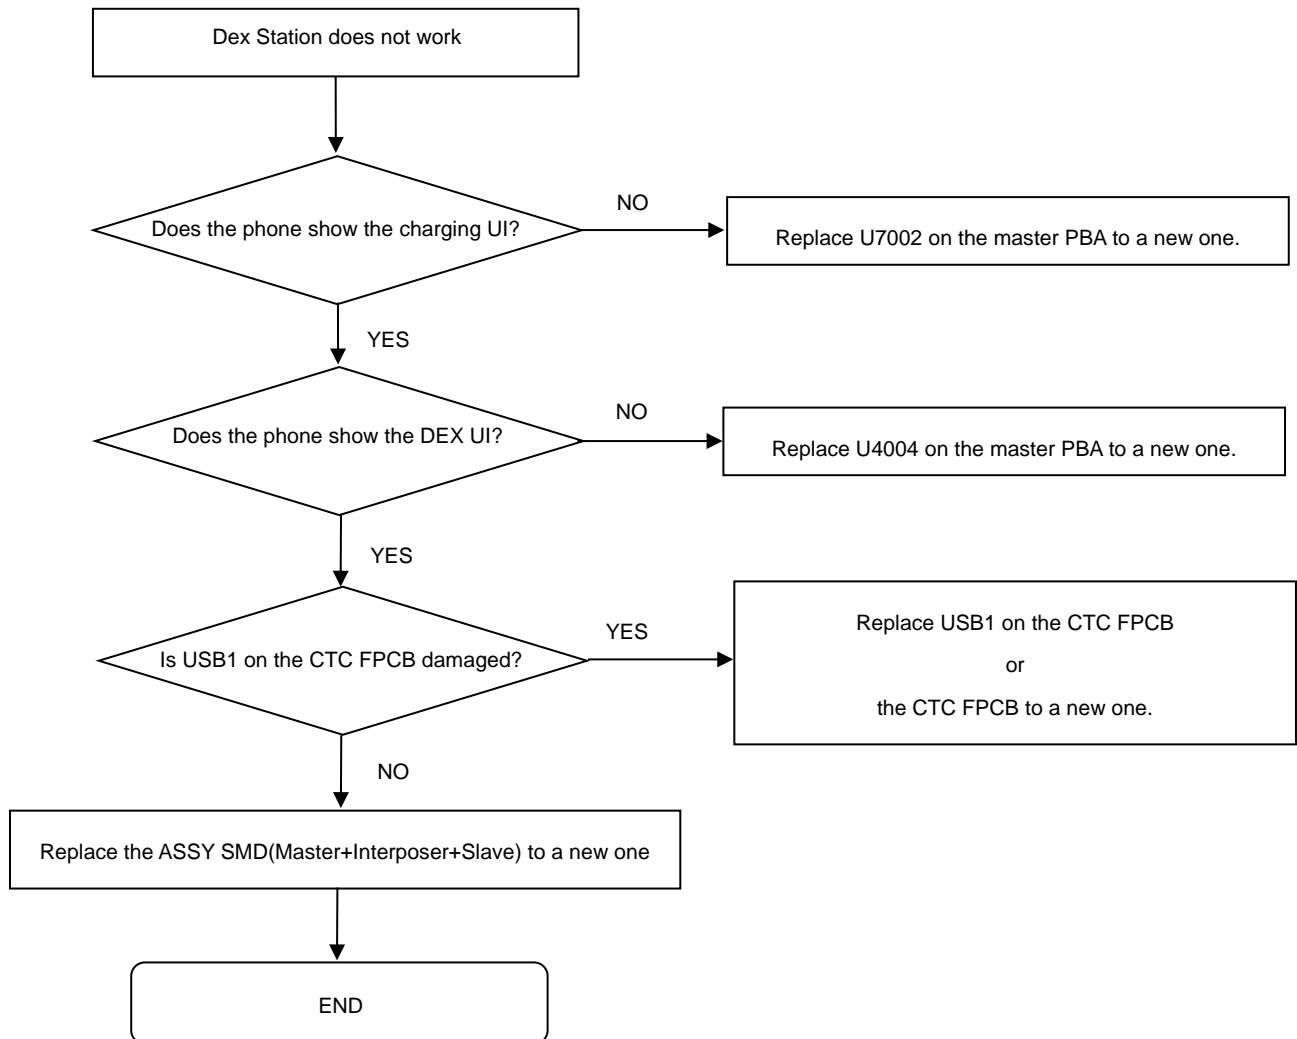 Dex Station does not work
NO
Does the phone show the charging UI?
Replace U7002 on the master PBA to a new one.
YES
NO
Does the phone show the DEX UI?
Replace U4004 on the master PBA to a new one.
YES
Replace USB1 on the CTC FPCB
YES
or
Is USB1 on the CTC FPCB damaged?
the CTC FPCB to a new one.
NO
Replace the ASSY SMD(Master+Interposer+Slave) to a new one
END